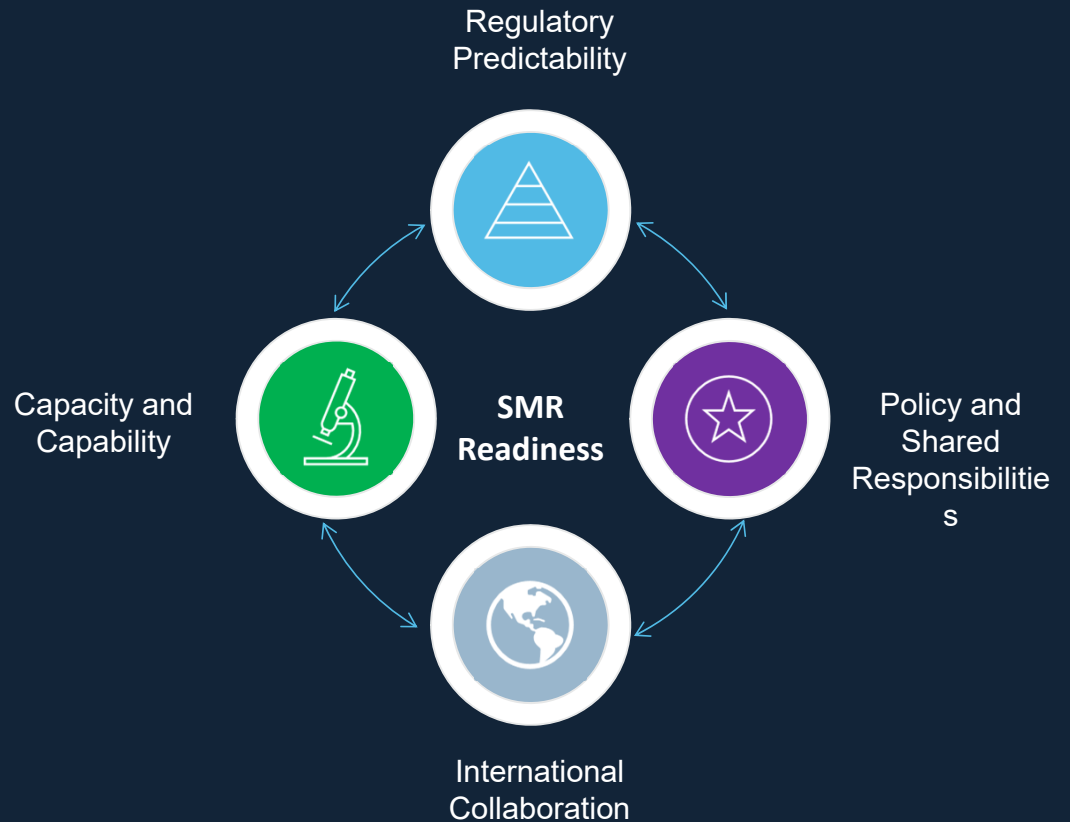 Regulatory
Predictability
Capacity and
Capability
SMR
Readiness
Policy and
Shared
Responsibilitie
s
International
Collaboration